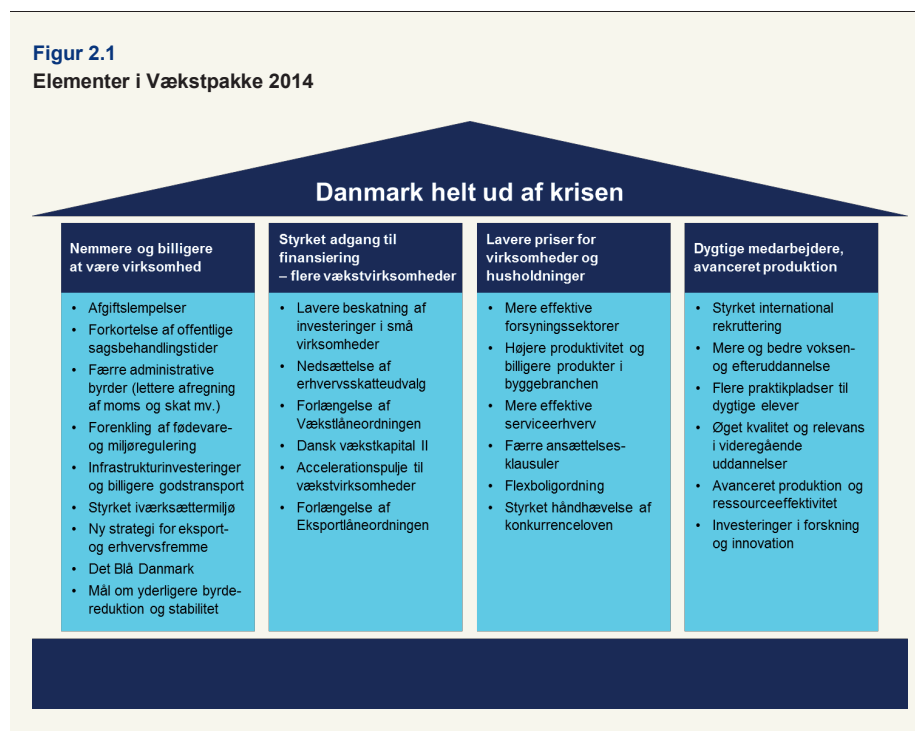 Figur 2.1
Elementer i Vækstpakke 2014
Danmark helt ud af krisen
Nemmere og billigere
at være virksomhed
• Afgiftslempelser
• Forkortelse af offentlige
sagsbehandlingstider
• Færre administrative
byrder (lettere afregning
af moms og skat mv.)
• Forenkling af fødevare-
og miljøregulering
• Infrastrukturinvesteringer
og billigere godstransport
• Styrket iværksættermiljø
• Ny strategi for eksport-
og erhvervsfremme
• Det Blå Danmark
• Mål om yderligere byrde-
reduktion og stabilitet
Styrket adgang til
finansiering
– flere vækstvirksomheder
• Lavere beskatning af
investeringer i små
virksomheder
• Nedsættelse af
erhvervsskatteudvalg
• Forlængelse af
Vækstlåneordningen
• Dansk vækstkapital II
• Accelerationspulje til
vækstvirksomheder
• Forlængelse af
Eksportlåneordningen
Lavere priser for
virksomheder og
husholdninger
• Mere effektive
forsyningssektorer
• Højere produktivitet og
billigere produkter i
byggebranchen
• Mere effektive
serviceerhverv
• Færre ansættelses-
klausuler
• Flexboligordning
• Styrket håndhævelse af
konkurrenceloven
Dygtige medarbejdere,
avanceret produktion
• Styrket international
rekruttering
• Mere og bedre voksen-
og efteruddannelse
• Flere praktikpladser til
dygtige elever
• Øget kvalitet og relevans
i videregående
uddannelser
• Avanceret produktion og
ressourceeffektivitet
• Investeringer i forskning
og innovation